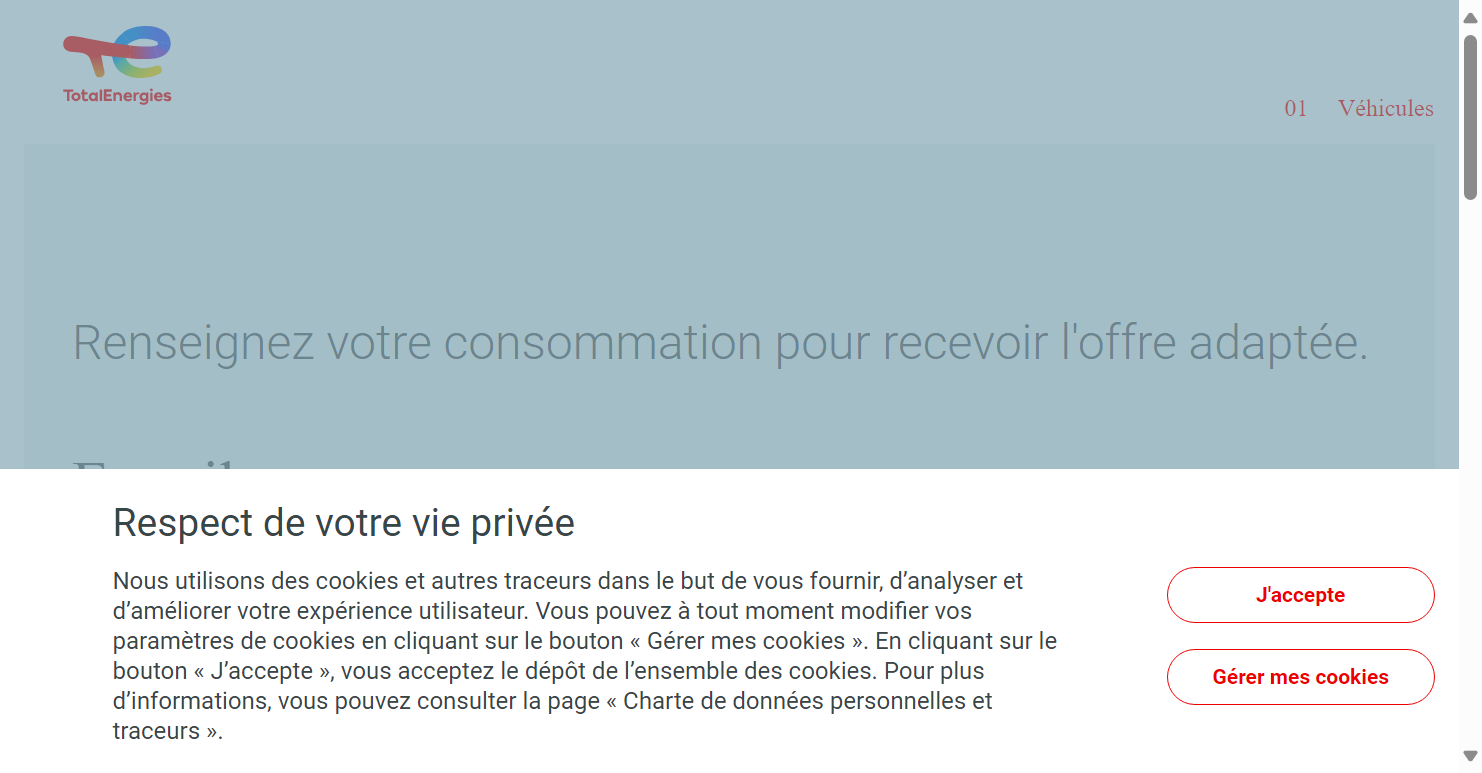 TotalEnergies
01 Véhicules
Renseignez votre consommation pour recevoir l'offre adaptée.
Respect de votre vie privée
Nous utilisons des cookies et autres traceurs dans le but de vous fournir, d’analyser et
d’améliorer votre expérience utilisateur. Vous pouvez à tout moment modifier vos
paramètres de cookies en cliquant sur le bouton « Gérer mes cookies ». En cliquant sur le
bouton « J’accepte », vous acceptez le dépôt de l’ensemble des cookies. Pour plus
d’informations, vous pouvez consulter la page « Charte de données personnelles et
traceurs ».
J'accepte
Gérer mes cookies